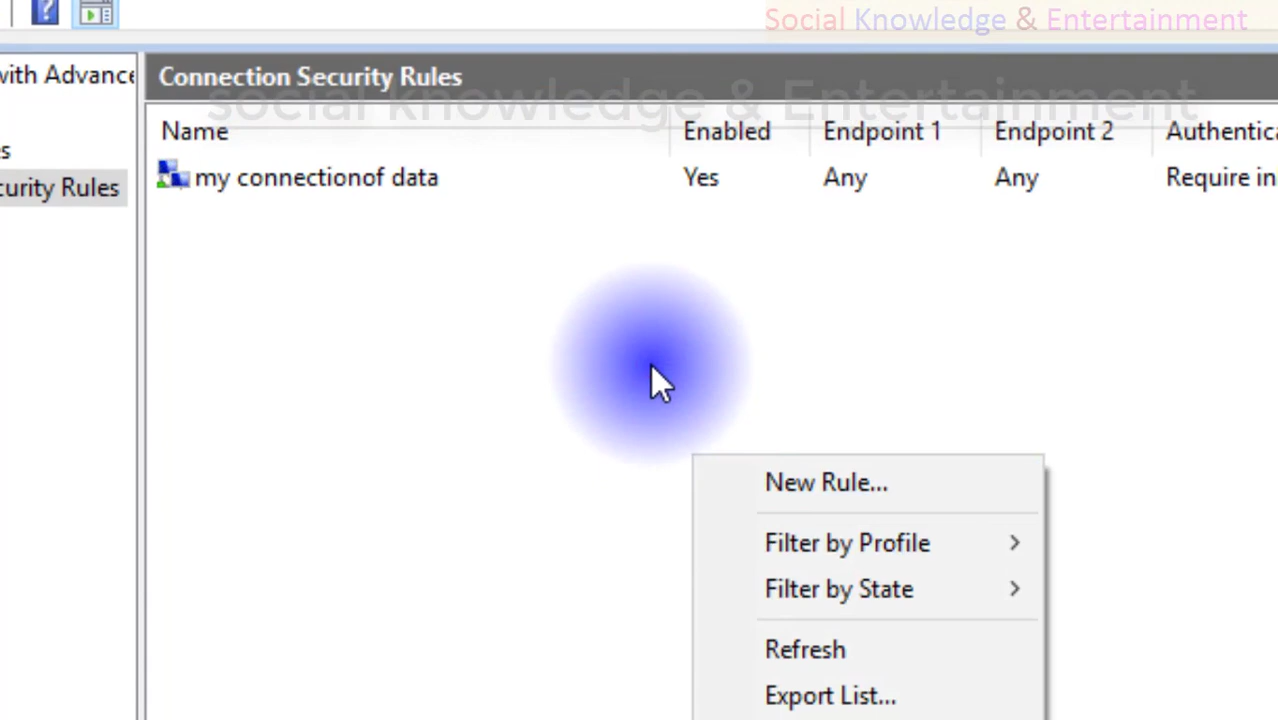 Social Knowledge & Entertainment
with Advance
Connection Security Rules
social knowledge & Entertainment
Name Enabled Endpoint 1 Endpoint 2 Authentica
es
my connectionof data Yes Any Any Require in
curity Rules
New Rule...
Filter by Profile
Filter by State
Refresh
Export List...